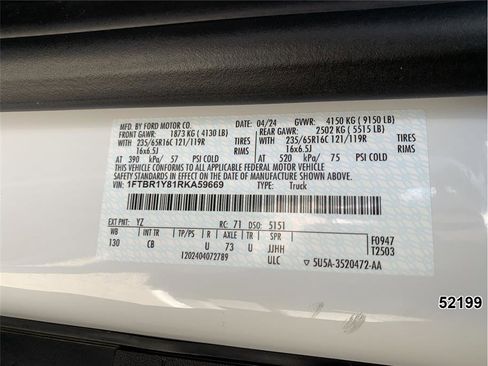 MFD. BY FORD MOTOR CO. 04/24 GVWR: 4150 KG ( 9150 LB)
FRONT GAWR: 1873 KG ( 4130 LB) REAR GAWR: 2502 KG ( 5515 LB)
WITH 235/65R16C 121/119R TIRES WITH 235/65R16C 121/119R TIRES
16x6.5J RIMS 16x6.5J RIMS
AT 390 kPa/ 57 PSI COLD AT 520 kPa/ 75 PSI COLD
THIS VEHICLE CONFORMS TO ALL APPLICABLE FEDERAL MOTOR VEHICLE
SAFETY STANDARDS IN EFFECT ON THE DATE OF MANUFACTURE SHOWN ABOVE.
VIN: 1FTBR1Y81RKA59669 TYPE: Truck
EXT PNT: YZ RC: 71 DSO: 5151
WB INT TR TP/PS R AXLE TR SPR F0947
130 CB U 73 U JJHH T2503
1202404072789 ULC ▽ 5U5A-3520472-AA
52199